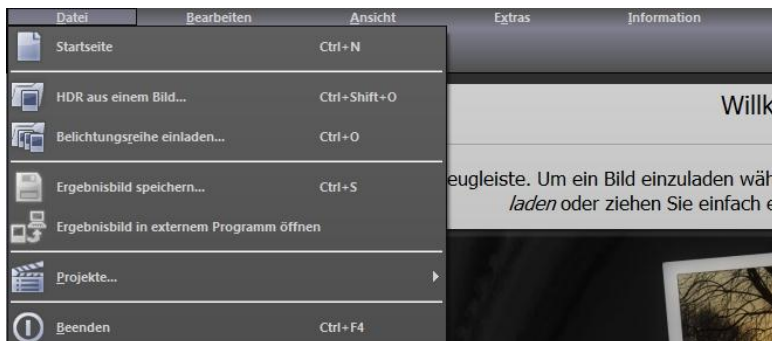 Datei Bearbeiten Ansicht Extras Information
Startseite Ctrl+N
HDR aus einem Bild... Ctrl+Shift+O
Belichtungsreihe einladen... Ctrl+O
Ergebnisbild speichern... Ctrl+S
Ergebnisbild in externem Programm öffnen
Projekte...
Beenden Ctrl+F4
Willk
eugleiste. Um ein Bild einzuladen wäh
laden oder ziehen Sie einfach e